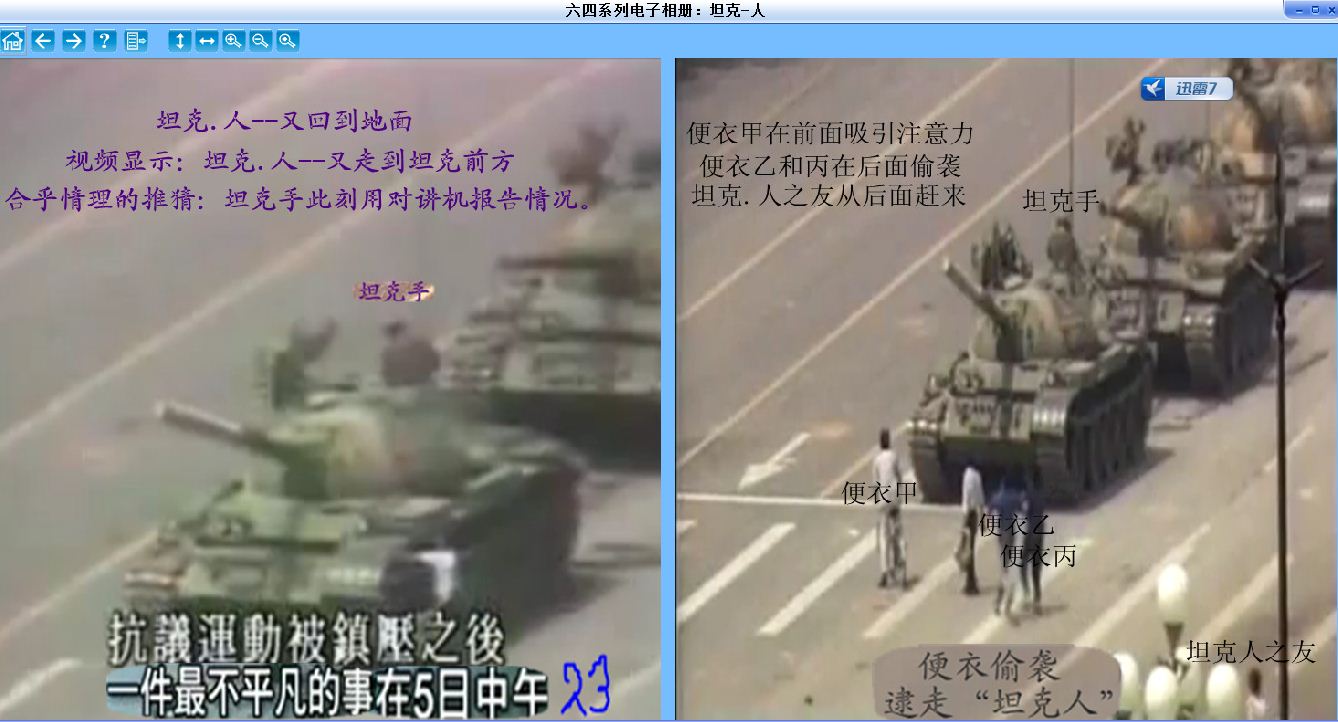 六四系列电子相册：坦克-人
坦克.人--又回到地面
视频显示：坦克.人--又走到坦克前方
合乎情理的推猜：坦克手此刻用对讲机报告情况。
坦克手
抗議運動被鎮壓之後
一件最不平凡的事在5日中午
23
迅雷7
便衣甲在前面吸引注意力
便衣乙和丙在后面偷袭
坦克.人之友从后面赶来
坦克手
便衣甲
便衣乙
便衣丙
坦克人之友
便衣偷袭
逮走“坦克人”